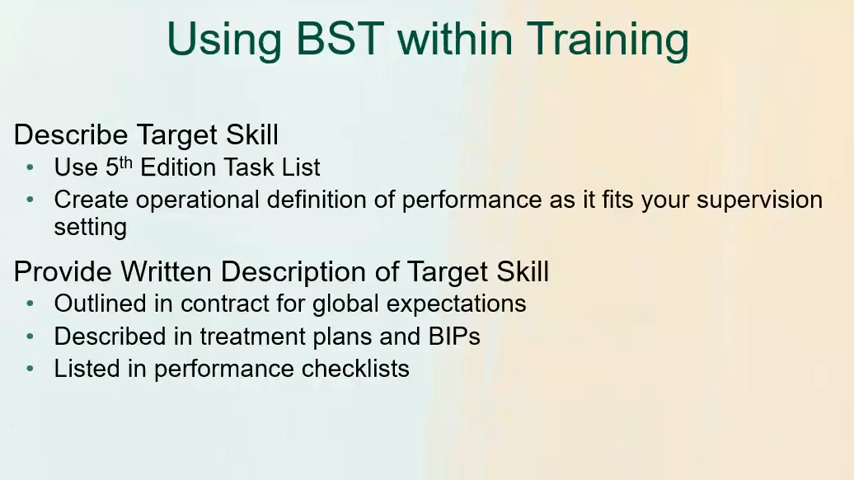 Using BST within Training
Describe Target Skill
• Use 5th Edition Task List
• Create operational definition of performance as it fits your supervision
setting
Provide Written Description of Target Skill
• Outlined in contract for global expectations
• Described in treatment plans and BIPs
• Listed in performance checklists